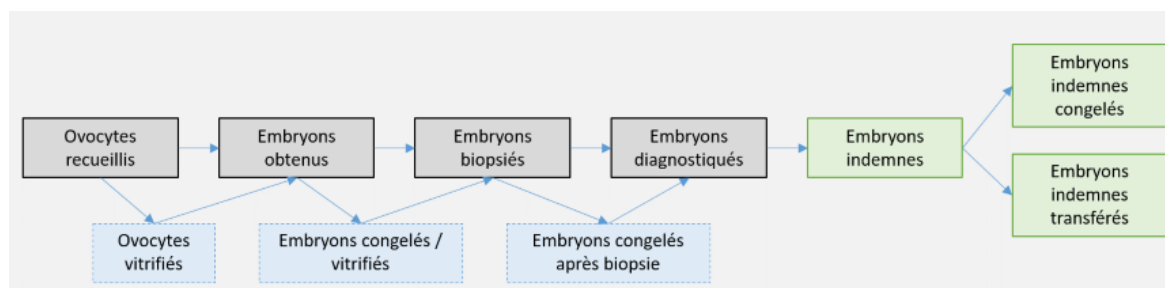 Ovocytes
recueillis
Embryons
obtenus
Embryons
biopsiés
Embryons
diagnostiqués
Embryons
indemnes
Embryons
indemnes
congelés
Embryons
indemnes
transférés
Ovocytes
vitrifiés
Embryons congelés /
vitrifiés
Embryons congelés
après biopsie